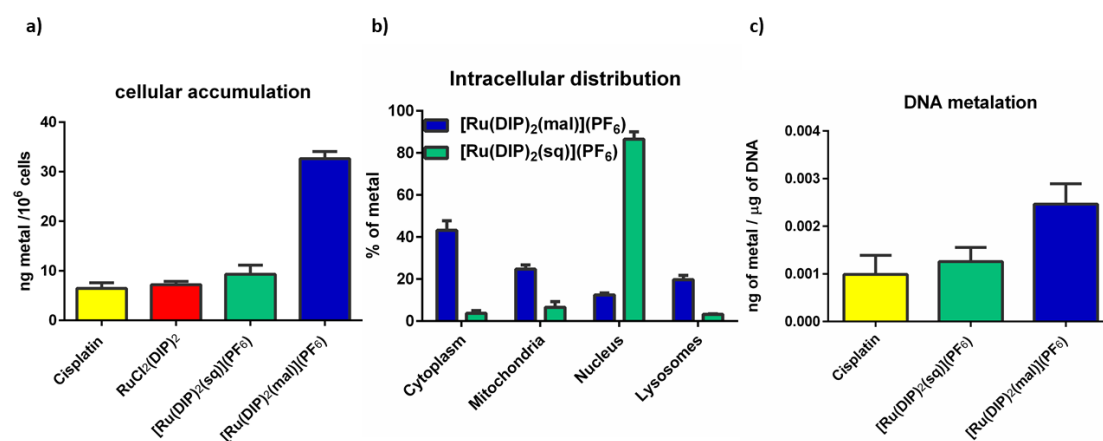 a)
cellular accumulation
ng metal /10⁶ cells
40
30
20
10
0
Cisplatin
RuCl₂(DIP)₂
[Ru(DIP)₂(sq)](PF₆)
[Ru(DIP)₂(mal)](PF₆)
b)
Intracellular distribution
% of metal
100
80
60
40
20
0
[Ru(DIP)₂(mal)](PF₆)
[Ru(DIP)₂(sq)](PF₆)
Cytoplasm
Mitochondria
Nucleus
Lysosomes
c)
DNA metalation
ng of metal / µg of DNA
0.004
0.003
0.002
0.001
0.000
Cisplatin
[Ru(DIP)₂(sq)](PF₆)
[Ru(DIP)₂(mal)](PF₆)